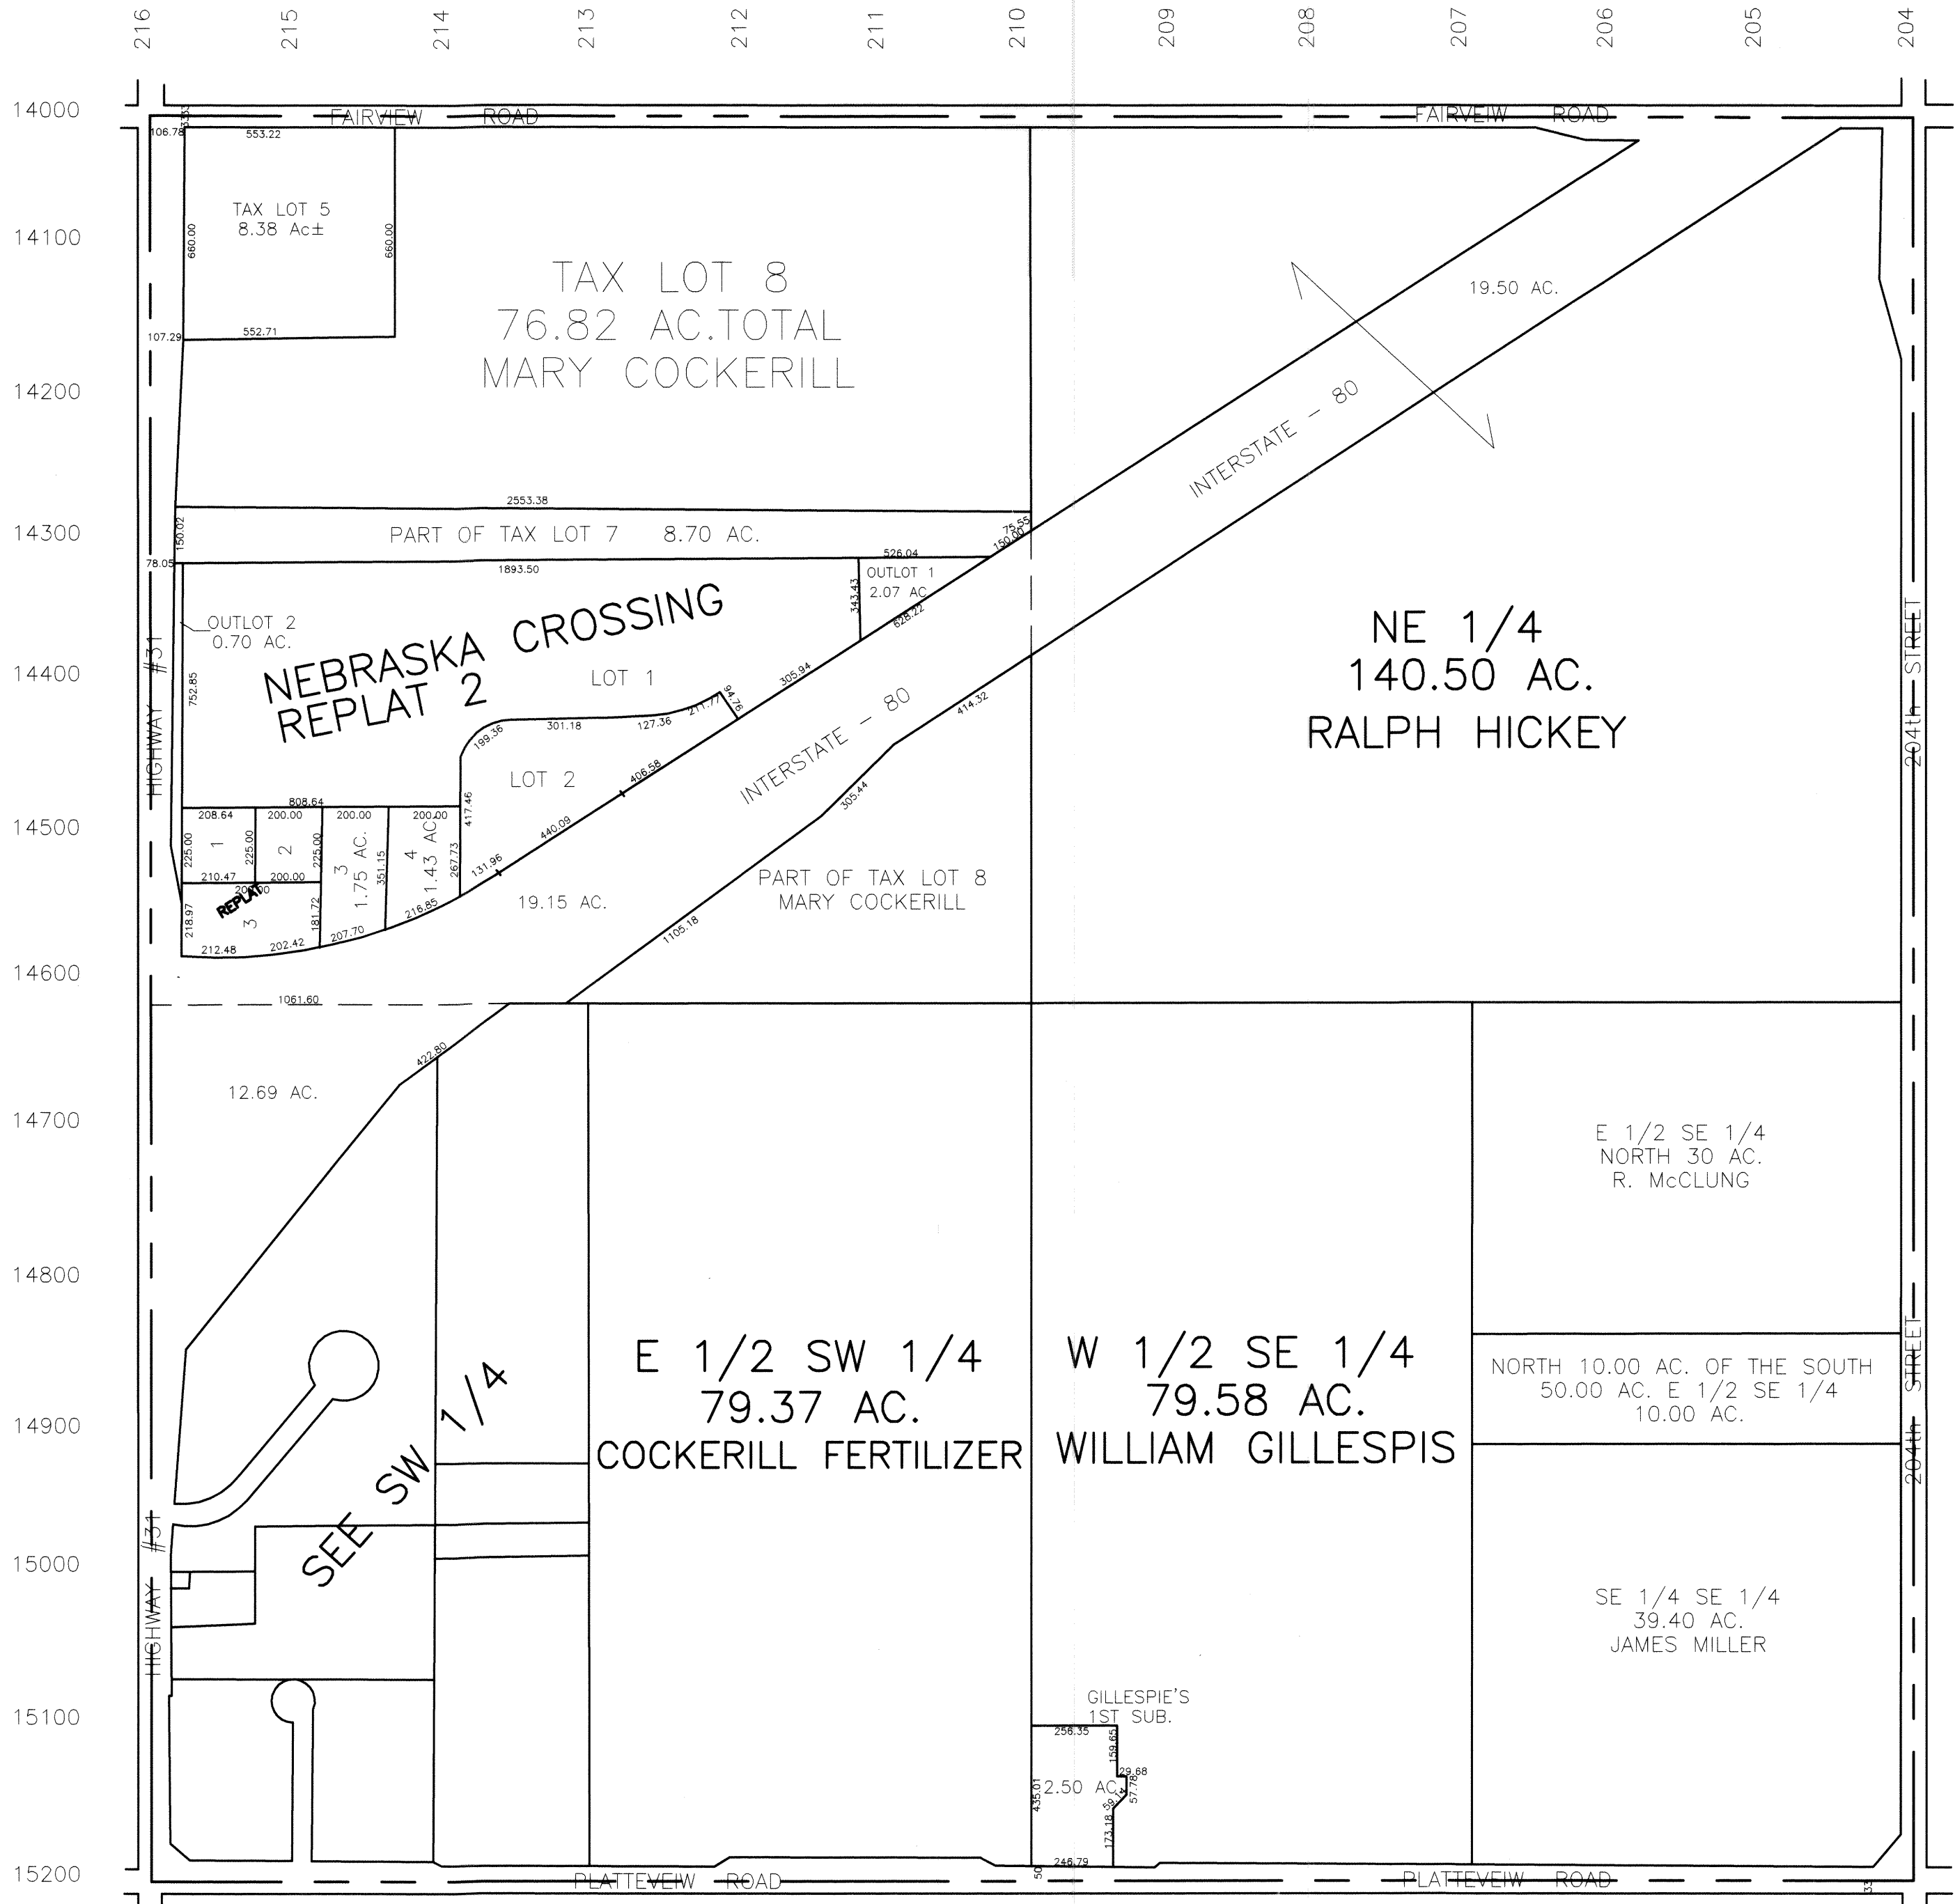 216
215
214
213
212
211
210
209
208
207
206
205
204
14000
14100
14200
14300
14400
14500
14600
14700
14800
14900
15000
15100
15200
FAIRVIEW ROAD
FAIRVEIW ROAD
106.78
553.22
TAX LOT 5
8.38 Ac±
660.00
660.00
107.29
552.71
TAX LOT 8
76.82 AC.TOTAL
MARY COCKERILL
19.50 AC.
INTERSTATE - 80
2553.38
150.02
PART OF TAX LOT 7 8.70 AC.
75.55
150.00
78.05
1893.50
526.04
OUTLOT 1
2.07 AC
343.43
628.22
OUTLOT 2
0.70 AC.
752.85
NEBRASKA CROSSING
REPLAT 2
LOT 1
305.94
94.76
211.77
127.36
301.18
199.36
LOT 2
406.58
440.09
131.96
417.46
267.73
INTERSTATE - 80
414.32
305.44
1105.18
NE 1/4
140.50 AC.
RALPH HICKEY
HIGHWAY #31
204th STREET
808.64
208.64
200.00
200.00
200.00
225.00
1
225.00
2
225.00
3
1.75 AC.
351.15
4
1.43 AC.
210.47
200.00
200.00
REPLAT
3
218.97
181.72
212.48
202.42
207.70
216.85
19.15 AC.
PART OF TAX LOT 8
MARY COCKERILL
1061.60
422.80
12.69 AC.
E 1/2 SE 1/4
NORTH 30 AC.
R. McCLUNG
SEE SW 1/4
E 1/2 SW 1/4
79.37 AC.
COCKERILL FERTILIZER
W 1/2 SE 1/4
79.58 AC.
WILLIAM GILLESPIS
NORTH 10.00 AC. OF THE SOUTH
50.00 AC. E 1/2 SE 1/4
10.00 AC.
204th STREET
HIGHWAY #31
SE 1/4 SE 1/4
39.40 AC.
JAMES MILLER
GILLESPIE'S
1ST SUB.
256.35
159.65
29.68
57.78
2.50 AC.
435.01
173.18
246.79
50
33
PLATTEVEIW ROAD
PLATTEVEIW ROAD